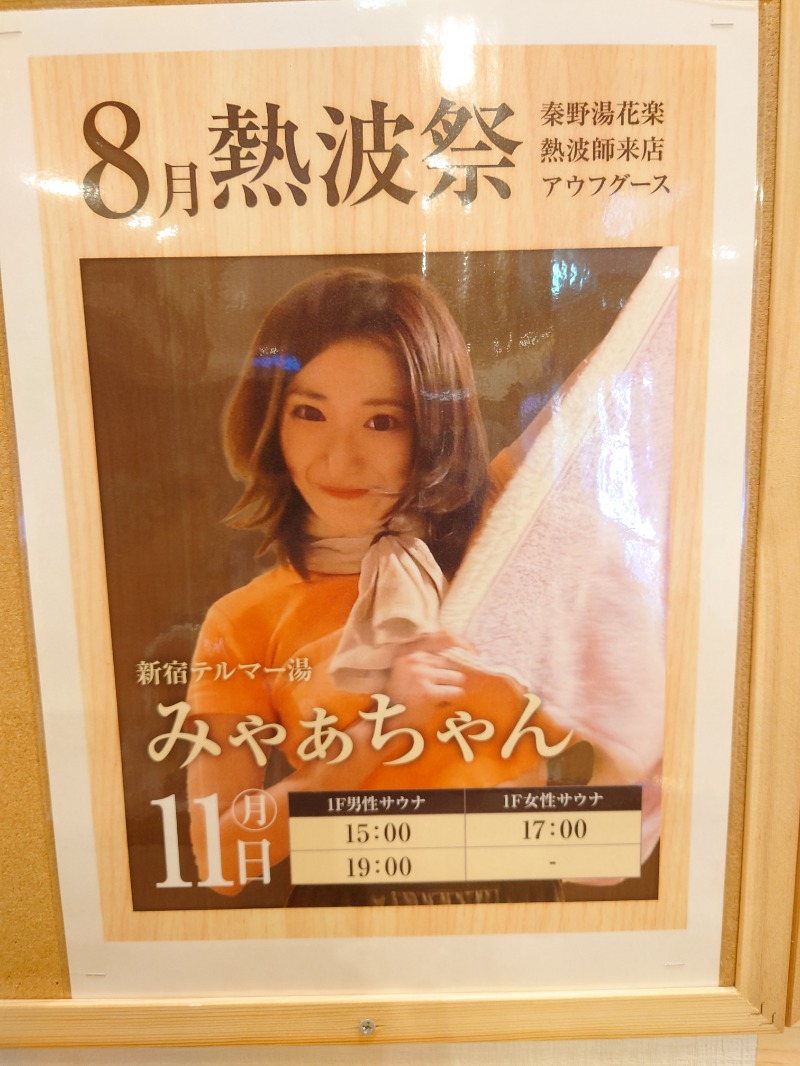 8月熱波祭
秦野湯花楽
熱波師来店
アウフグース
新宿テルマー湯
みゃぁちゃん
11日㊊
1F男性サウナ 1F女性サウナ
15:00 17:00
19:00 -